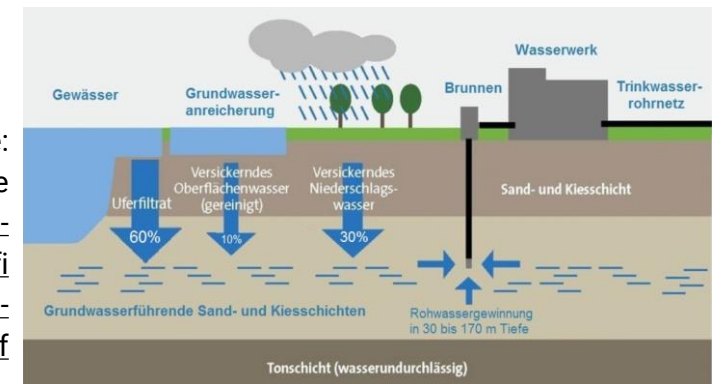 Wasserwerk
Gewässer
Grundwasser-
anreicherung
Brunnen
Trinkwasser-
rohrnetz
Uferfiltrat
60%
Versickerndes
Oberflächenwasser
(gereinigt)
10%
Versickerndes
Niederschlags-
wasser
30%
Sand- und Kiesschicht
Grundwasserführende Sand- und Kiesschichten
Rohwassergewinnung
in 30 bis 170 m Tiefe
Tonschicht (wasserundurchlässig)